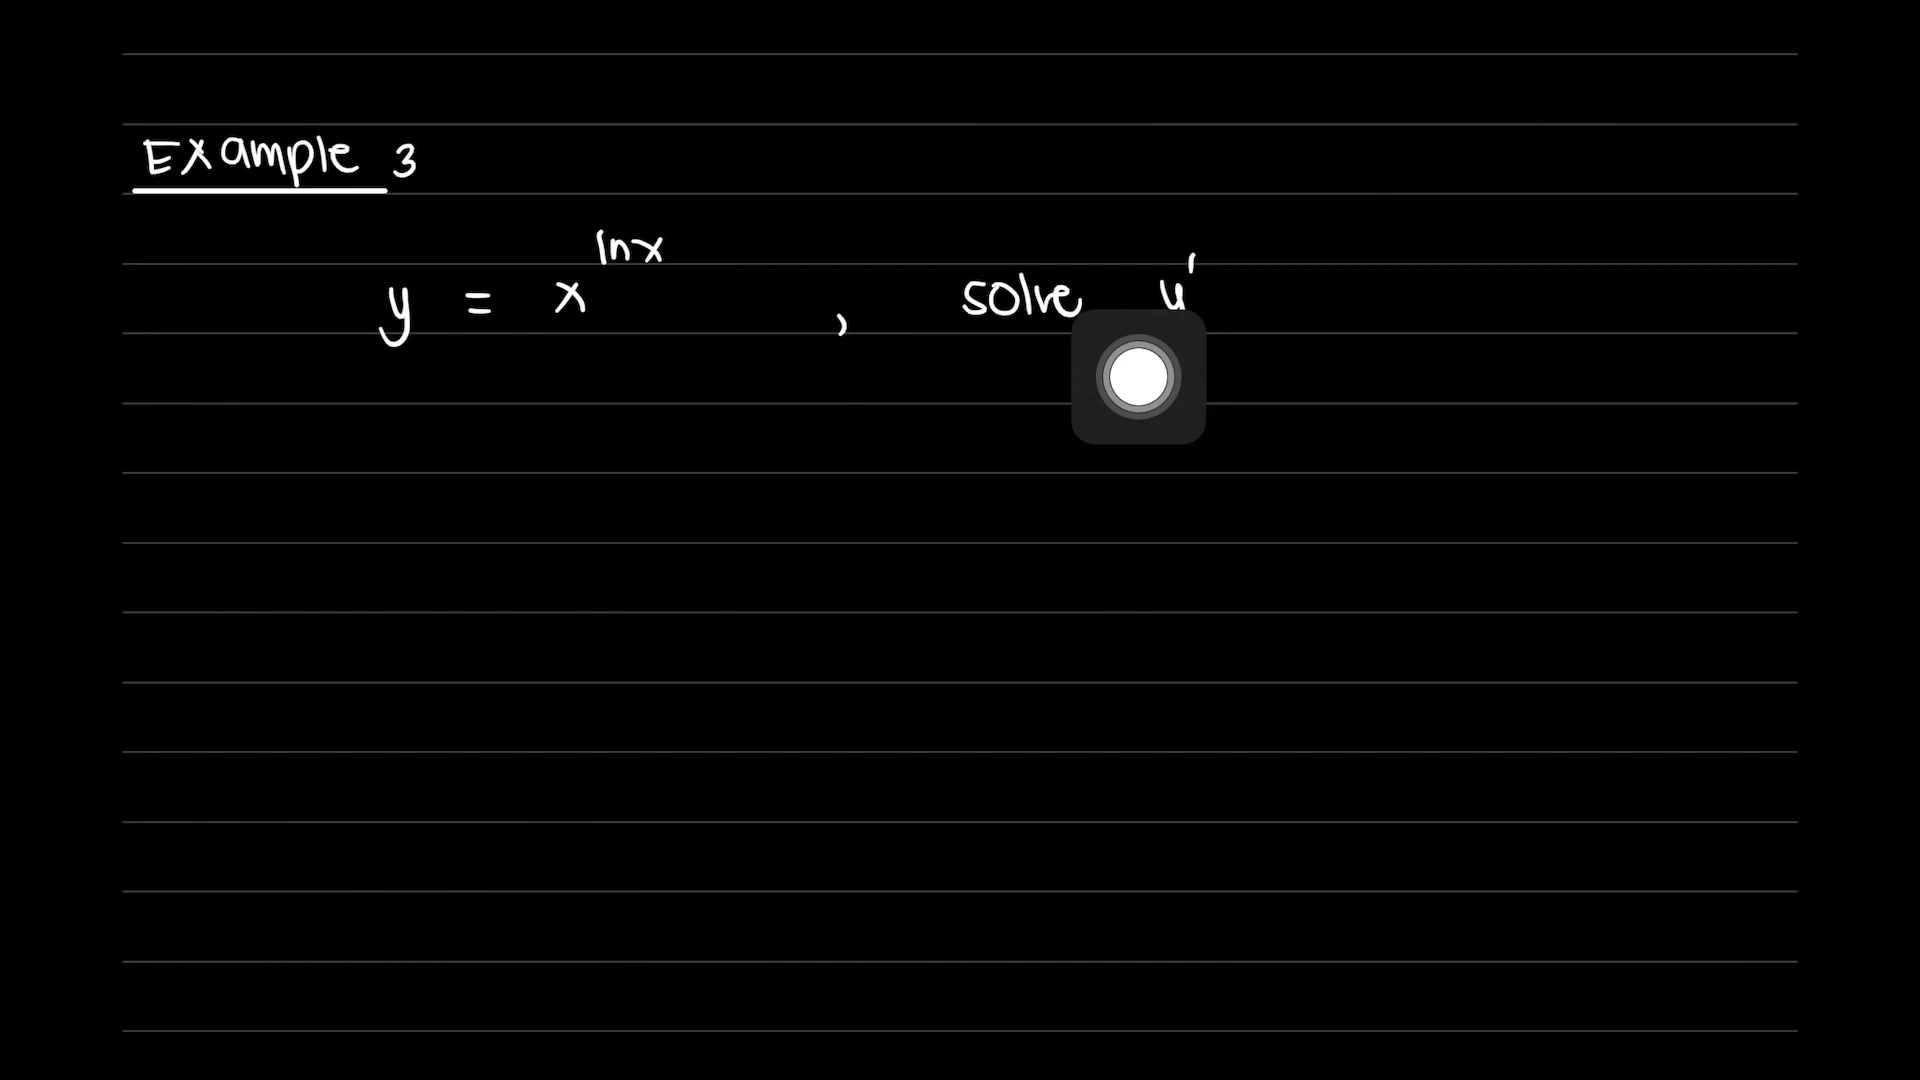 Example 3
y = x^lnx , solve y'